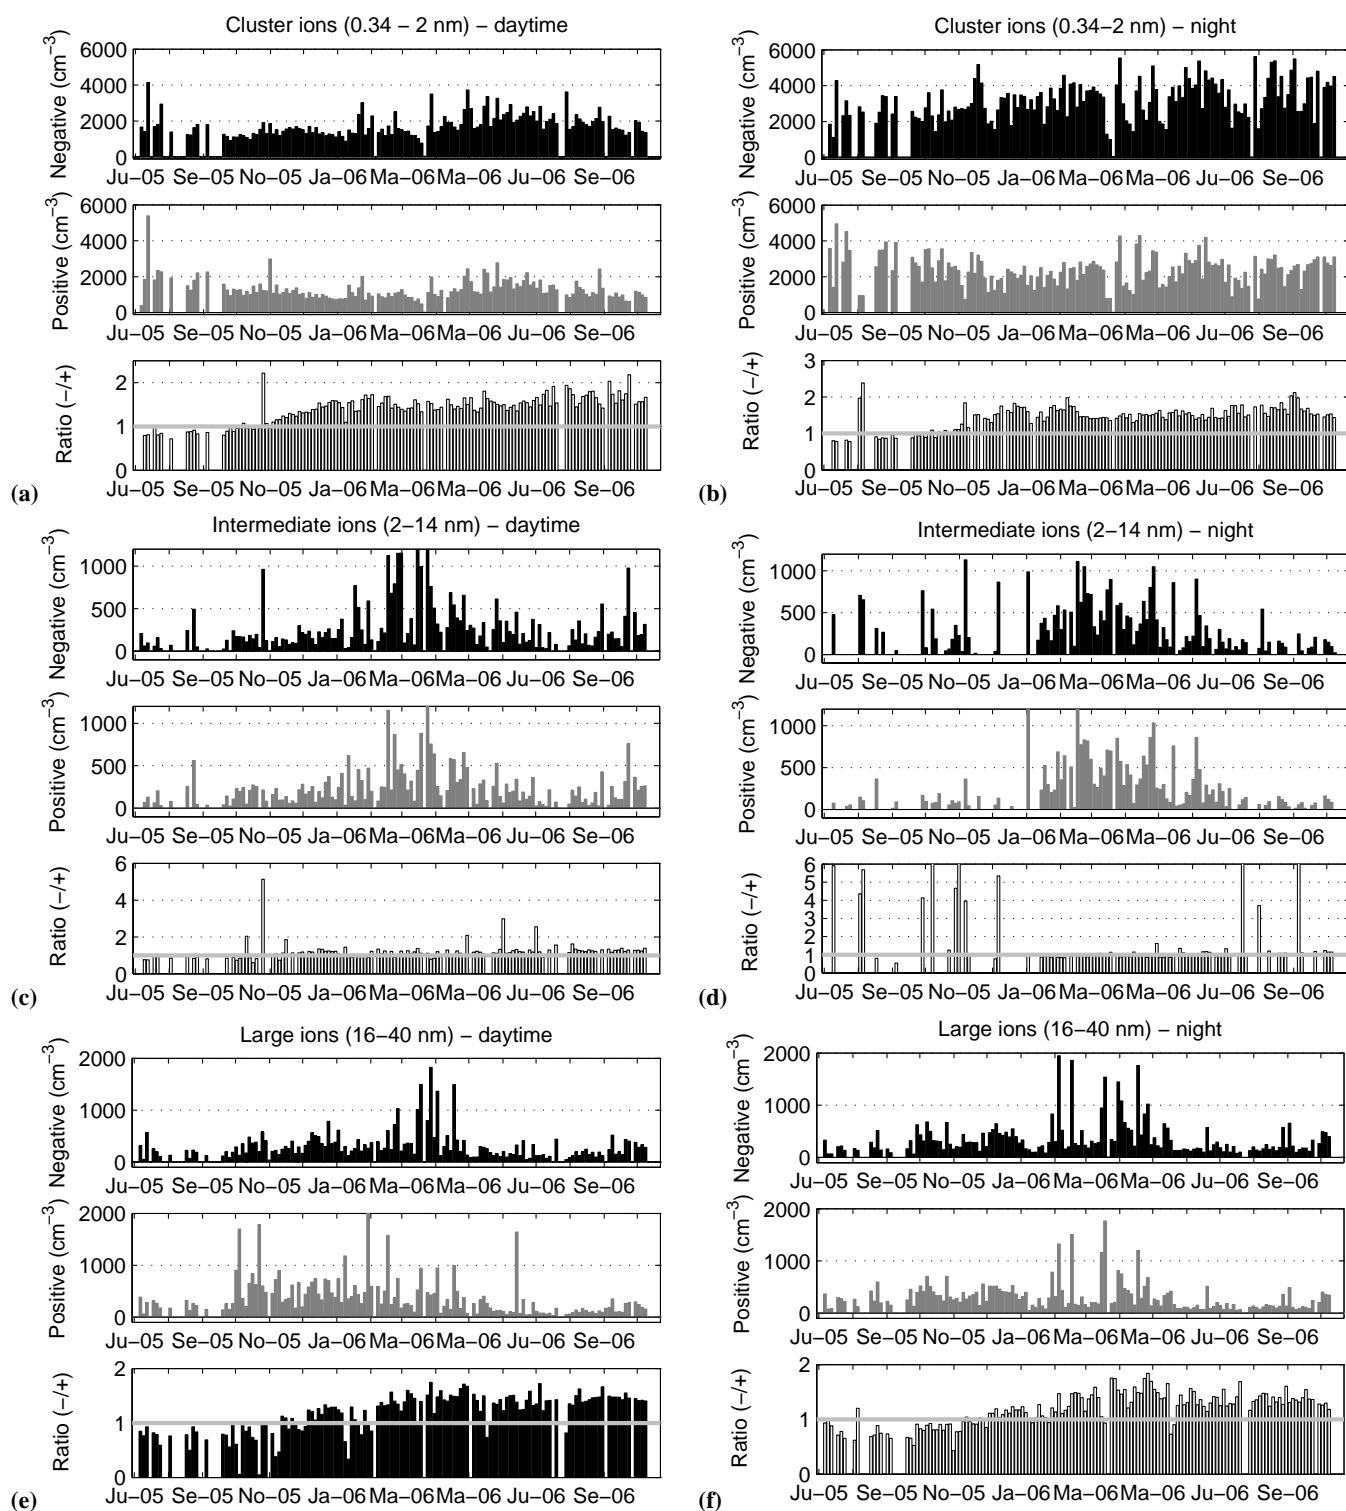 Cluster ions (0.34 − 2 nm) − daytime
Negative (cm−3)
6000
4000
2000
0
Ju−05 Se−05 No−05 Ja−06 Ma−06 Ma−06 Ju−06 Se−06
Positive (cm−3)
6000
4000
2000
0
Ju−05 Se−05 No−05 Ja−06 Ma−06 Ma−06 Ju−06 Se−06
Ratio (−/+)
2
1
0
Ju−05 Se−05 No−05 Ja−06 Ma−06 Ma−06 Ju−06 Se−06
(a)
Cluster ions (0.34−2 nm) − night
Negative (cm−3)
6000
4000
2000
0
Ju−05 Se−05 No−05 Ja−06 Ma−06 Ma−06 Ju−06 Se−06
Positive (cm−3)
6000
4000
2000
0
Ju−05 Se−05 No−05 Ja−06 Ma−06 Ma−06 Ju−06 Se−06
Ratio (−/+)
3
2
1
0
Ju−05 Se−05 No−05 Ja−06 Ma−06 Ma−06 Ju−06 Se−06
(b)
Intermediate ions (2−14 nm) − daytime
Negative (cm−3)
1000
500
0
Ju−05 Se−05 No−05 Ja−06 Ma−06 Ma−06 Ju−06 Se−06
Positive (cm−3)
1000
500
0
Ju−05 Se−05 No−05 Ja−06 Ma−06 Ma−06 Ju−06 Se−06
Ratio (−/+)
6
4
2
1
0
Ju−05 Se−05 No−05 Ja−06 Ma−06 Ma−06 Ju−06 Se−06
(c)
Intermediate ions (2−14 nm) − night
Negative (cm−3)
1000
500
0
Ju−05 Se−05 No−05 Ja−06 Ma−06 Ma−06 Ju−06 Se−06
Positive (cm−3)
1000
500
0
Ju−05 Se−05 No−05 Ja−06 Ma−06 Ma−06 Ju−06 Se−06
Ratio (−/+)
6
5
4
3
2
1
0
Ju−05 Se−05 No−05 Ja−06 Ma−06 Ma−06 Ju−06 Se−06
(d)
Large ions (16−40 nm) − daytime
Negative (cm−3)
2000
1000
0
Ju−05 Se−05 No−05 Ja−06 Ma−06 Ma−06 Ju−06 Se−06
Positive (cm−3)
2000
1000
0
Ju−05 Se−05 No−05 Ja−06 Ma−06 Ma−06 Ju−06 Se−06
Ratio (−/+)
2
1
0
Ju−05 Se−05 No−05 Ja−06 Ma−06 Ma−06 Ju−06 Se−06
(e)
Large ions (16−40 nm) − night
Negative (cm−3)
2000
1000
0
Ju−05 Se−05 No−05 Ja−06 Ma−06 Ma−06 Ju−06 Se−06
Positive (cm−3)
2000
1000
0
Ju−05 Se−05 No−05 Ja−06 Ma−06 Ma−06 Ju−06 Se−06
Ratio (−/+)
2
1
0
Ju−05 Se−05 No−05 Ja−06 Ma−06 Ma−06 Ju−06 Se−06
(f)